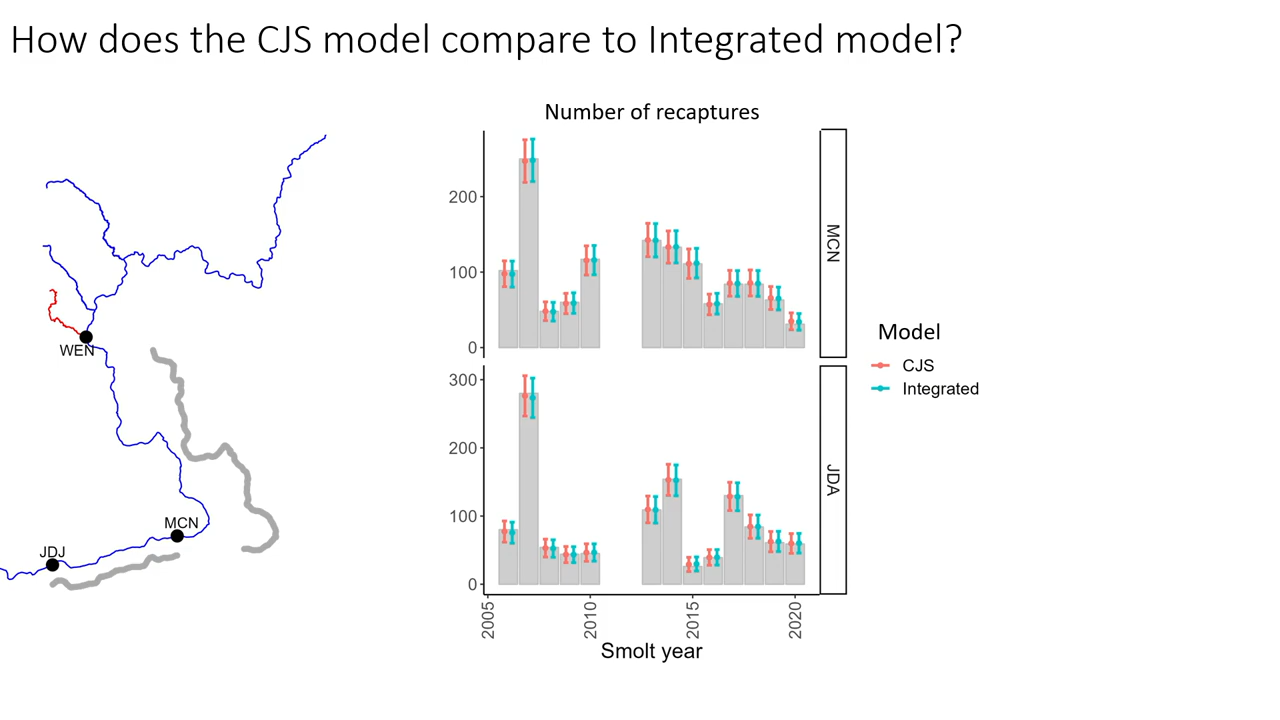 How does the CJS model compare to Integrated model?
WEN
MCN
JDJ
Number of recaptures
200
100
0
MCN
300
200
100
0
JDA
2005
2010
2015
2020
Smolt year
Model
CJS
Integrated